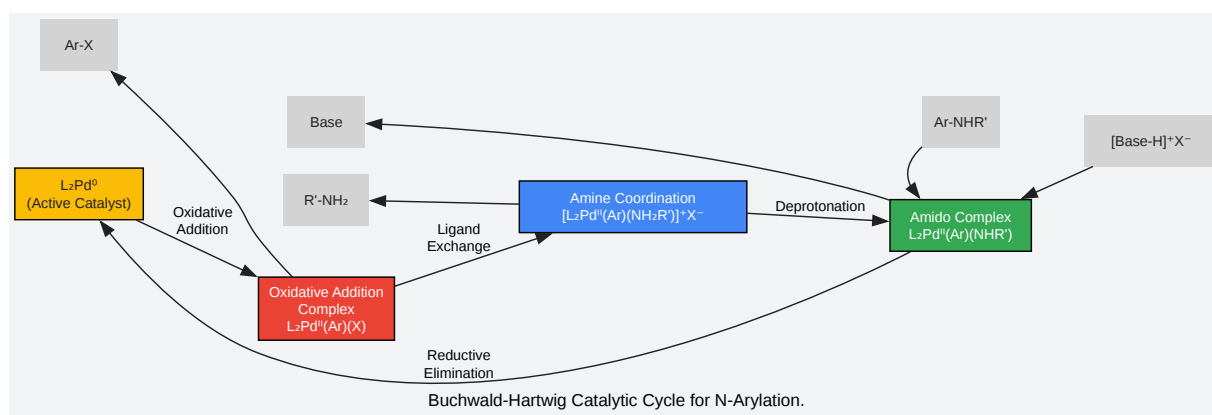 Ar-X
Base
Ar-NHR'
[Base-H]⁺X⁻
L₂Pd⁰
(Active Catalyst)
Oxidative
Addition
R'-NH₂
Amine Coordination
[L₂Pdᴵᴵ(Ar)(NH₂R')]⁺X⁻
Deprotonation
Amido Complex
L₂Pdᴵᴵ(Ar)(NHR')
Ligand
Exchange
Oxidative Addition
Complex
L₂Pdᴵᴵ(Ar)(X)
Reductive
Elimination
Buchwald-Hartwig Catalytic Cycle for N-Arylation.